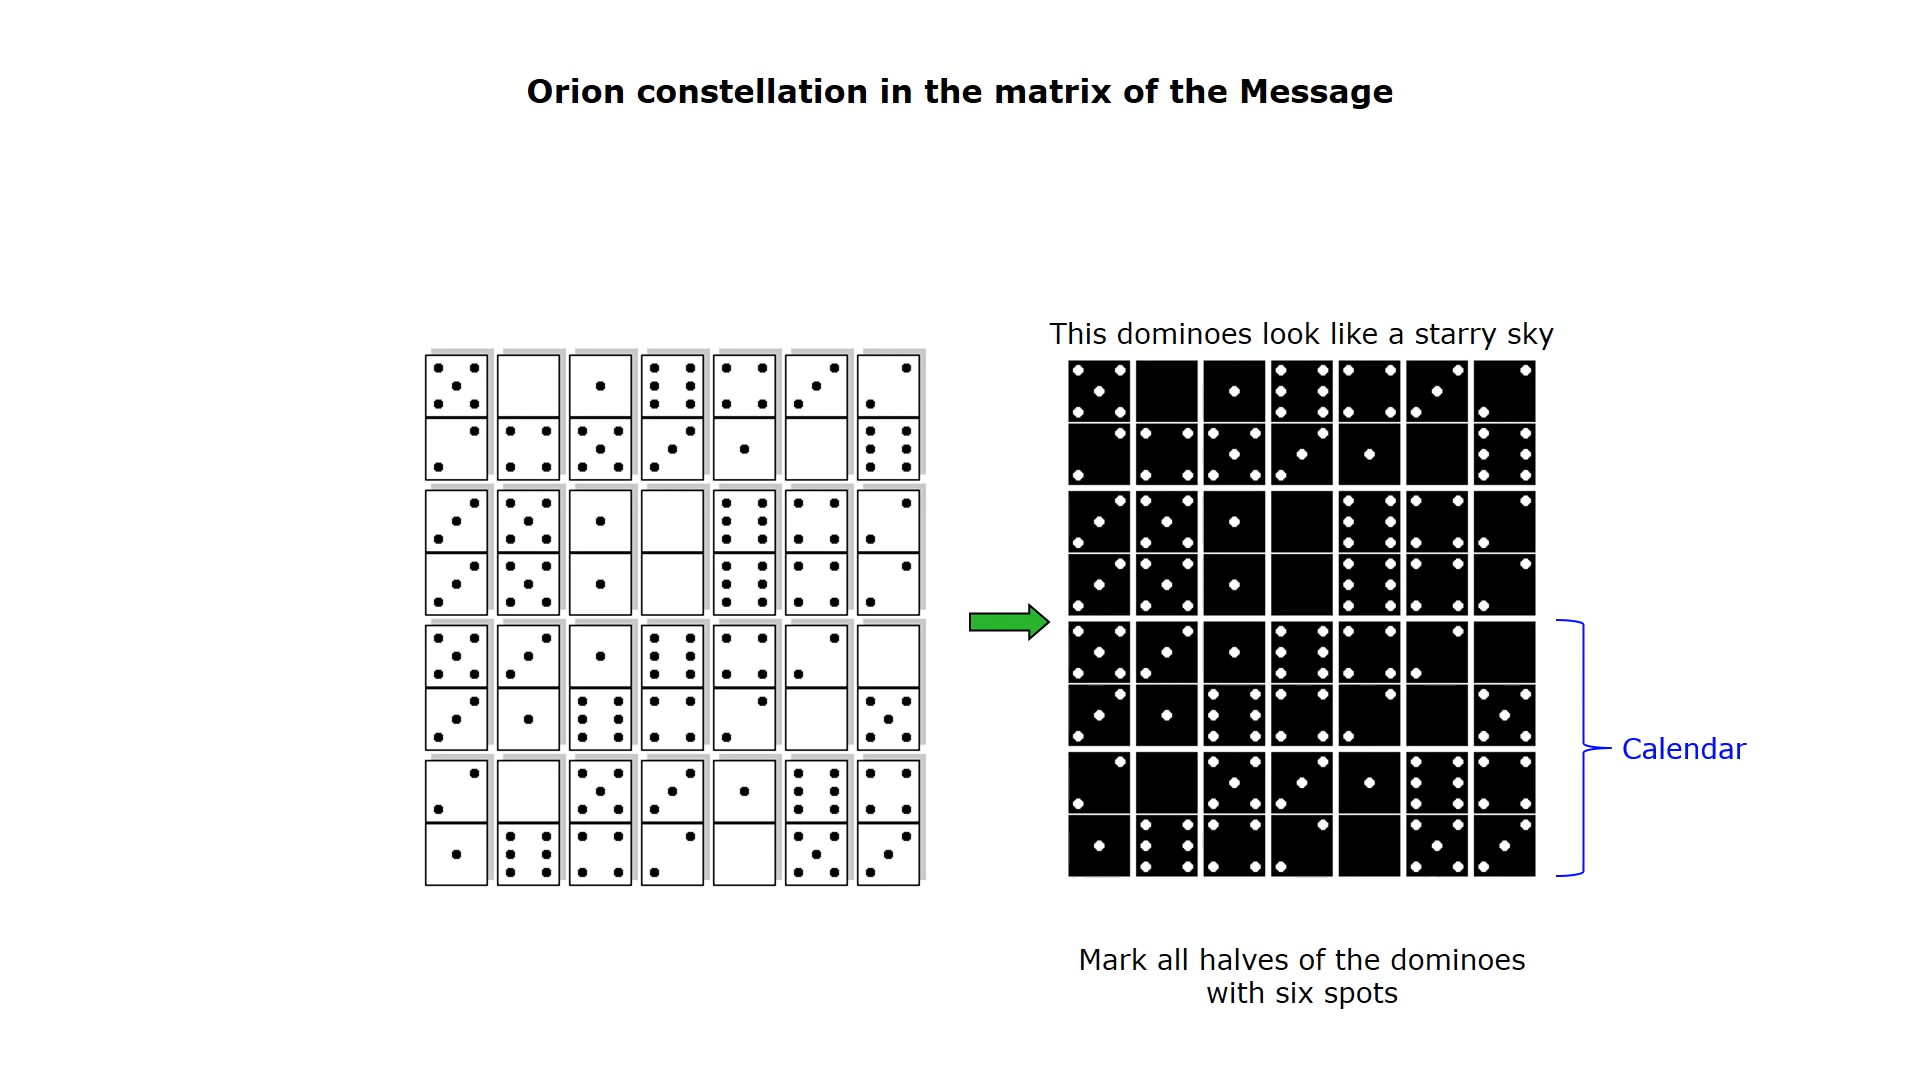 Orion constellation in the matrix of the Message
This dominoes look like a starry sky
Calendar
Mark all halves of the dominoes
with six spots